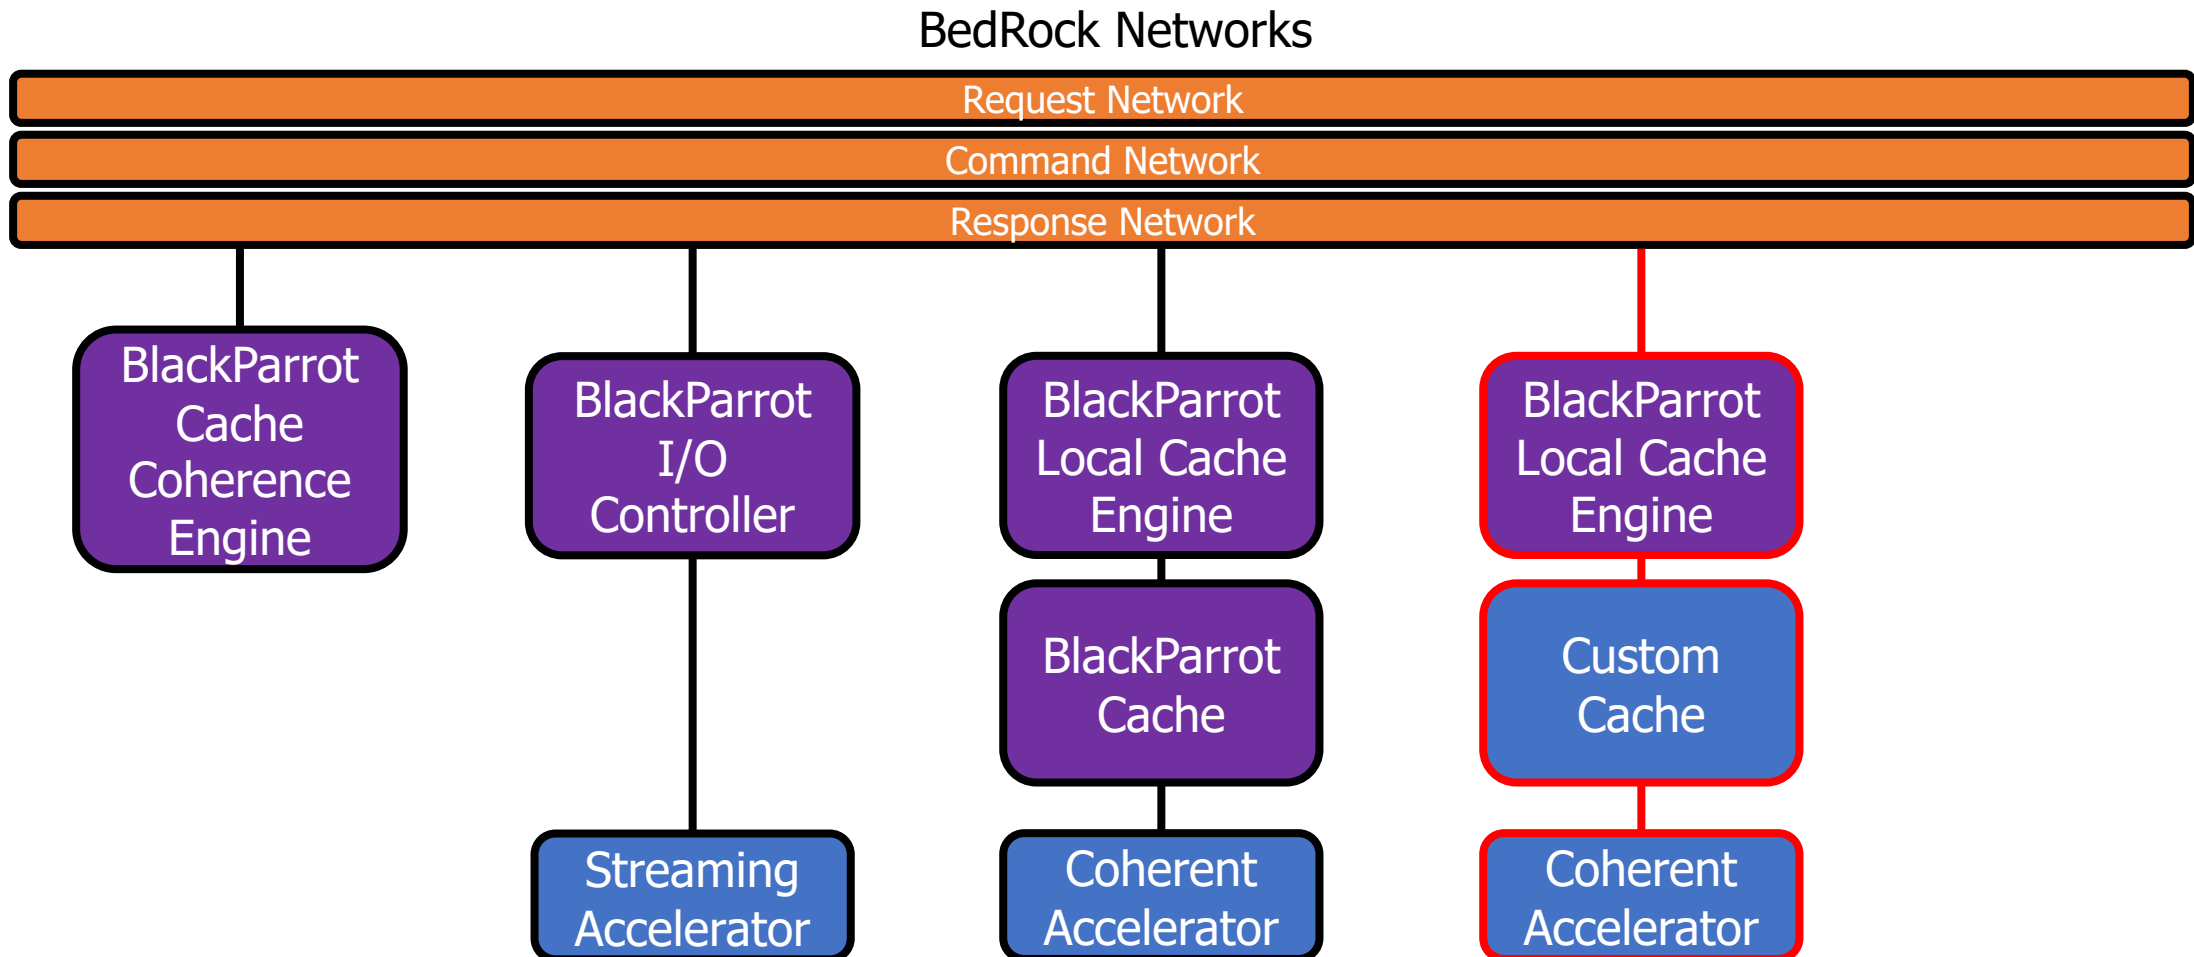 BedRock Networks
Request Network
Command Network
Response Network
BlackParrot
Cache
Coherence
Engine
BlackParrot
I/O
Controller
BlackParrot
Local Cache
Engine
BlackParrot
Local Cache
Engine
BlackParrot
Cache
Custom
Cache
Streaming
Accelerator
Coherent
Accelerator
Coherent
Accelerator